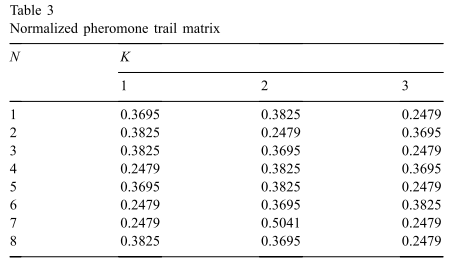 Table 3
Normalized pheromone trail matrix
N K
1 2 3
1 0.3695 0.3825 0.2479
2 0.3825 0.2479 0.3695
3 0.3825 0.3695 0.2479
4 0.2479 0.3825 0.3695
5 0.3695 0.3825 0.2479
6 0.2479 0.3695 0.3825
7 0.2479 0.5041 0.2479
8 0.3825 0.3695 0.2479